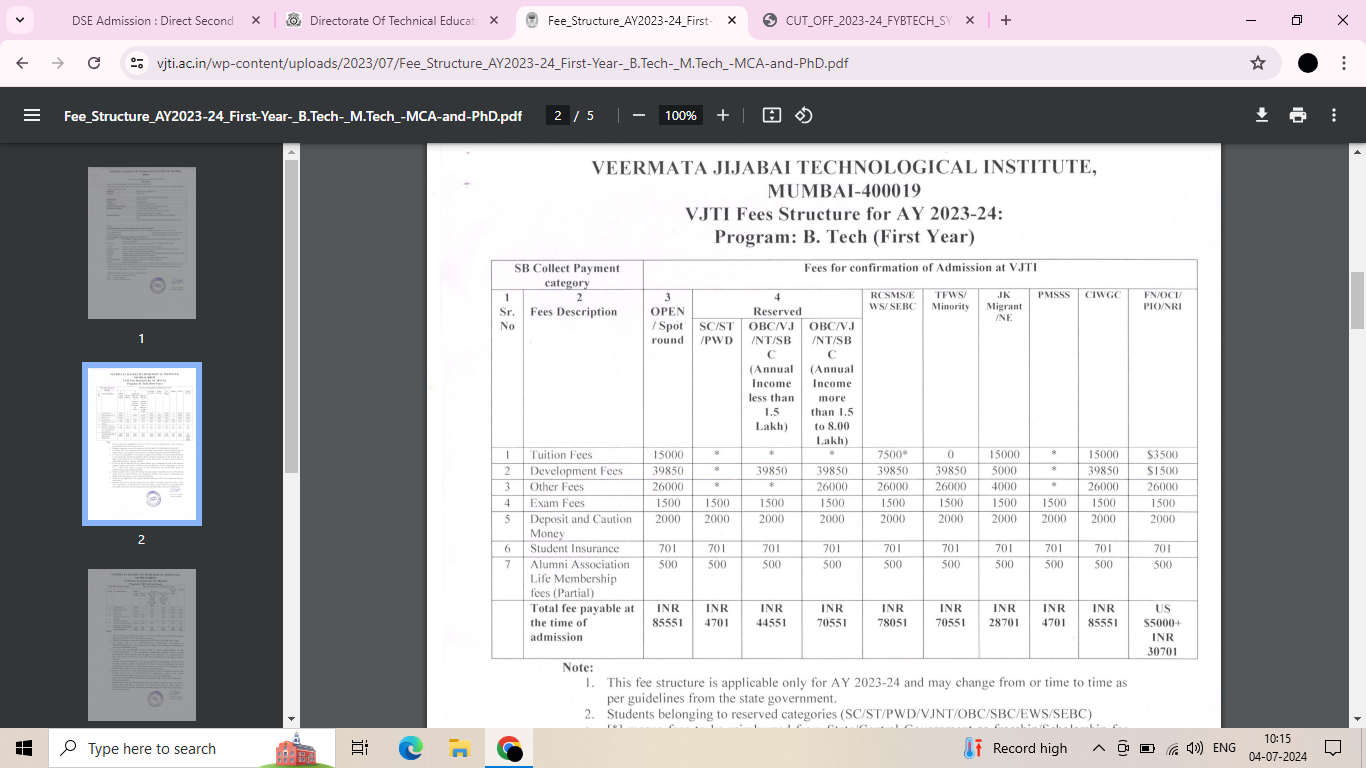 DSE Admission : Direct Second
Directorate Of Technical Educati
Fee_Structure_AY2023-24_First-
CUT_OFF_2023-24_FYBTECH_SY
vjti.ac.in/wp-content/uploads/2023/07/Fee_Structure_AY2023-24_First-Year-_B.Tech-_M.Tech_-MCA-and-PhD.pdf
Fee_Structure_AY2023-24_First-Year-_B.Tech-_M.Tech_-MCA-and-PhD.pdf 2 / 5 100%
1
2
VEERMATA JIJABAI TECHNOLOGICAL INSTITUTE,
MUMBAI-400019
VJTI Fees Structure for AY 2023-24:
Program: B. Tech (First Year)
SB Collect Payment
category
Fees for confirmation of Admission at VJTI
1
Sr.
No
2
Fees Description
3
OPEN
/ Spot
round
4
Reserved
SC/ST
/PWD
OBC/VJ
/NT/SB
C
(Annual
Income
less than
1.5
Lakh)
OBC/VJ
/NT/SB
C
(Annual
Income
more
than 1.5
to 8.00
Lakh)
RCSMS/E
WS/ SEBC
TFWS/
Minority
JK
Migrant
/NE
PMSSS
CIWGC
FN/OCI/
PIO/NRI
1 Tuition Fees 15000 * * * 7500* 0 15000 * 15000 $3500
2 Development Fees 39850 * 39850 39850 39850 39850 5000 * 39850 $1500
3 Other Fees 26000 * * 26000 26000 26000 4000 * 26000 26000
4 Exam Fees 1500 1500 1500 1500 1500 1500 1500 1500 1500 1500
5 Deposit and Caution 2000 2000 2000 2000 2000 2000 2000 2000 2000 2000
Money
6 Student Insurance 701 701 701 701 701 701 701 701 701 701
7 Alumni Association 500 500 500 500 500 500 500 500 500 500
Life Membership
fees (Partial)
Total fee payable at INR INR INR INR INR INR INR INR INR US
the time of 85551 4701 44551 70551 78051 70551 28701 4701 85551 $5000+
admission INR
30701
Note:
1. This fee structure is applicable only for AY 2023-24 and may change from or time to time as
per guidelines from the state government.
2. Students belonging to reserved categories (SC/ST/PWD/VJNT/OBC/SBC/EWS/SEBC)
Type here to search
Record high
ENG
10:15
04-07-2024